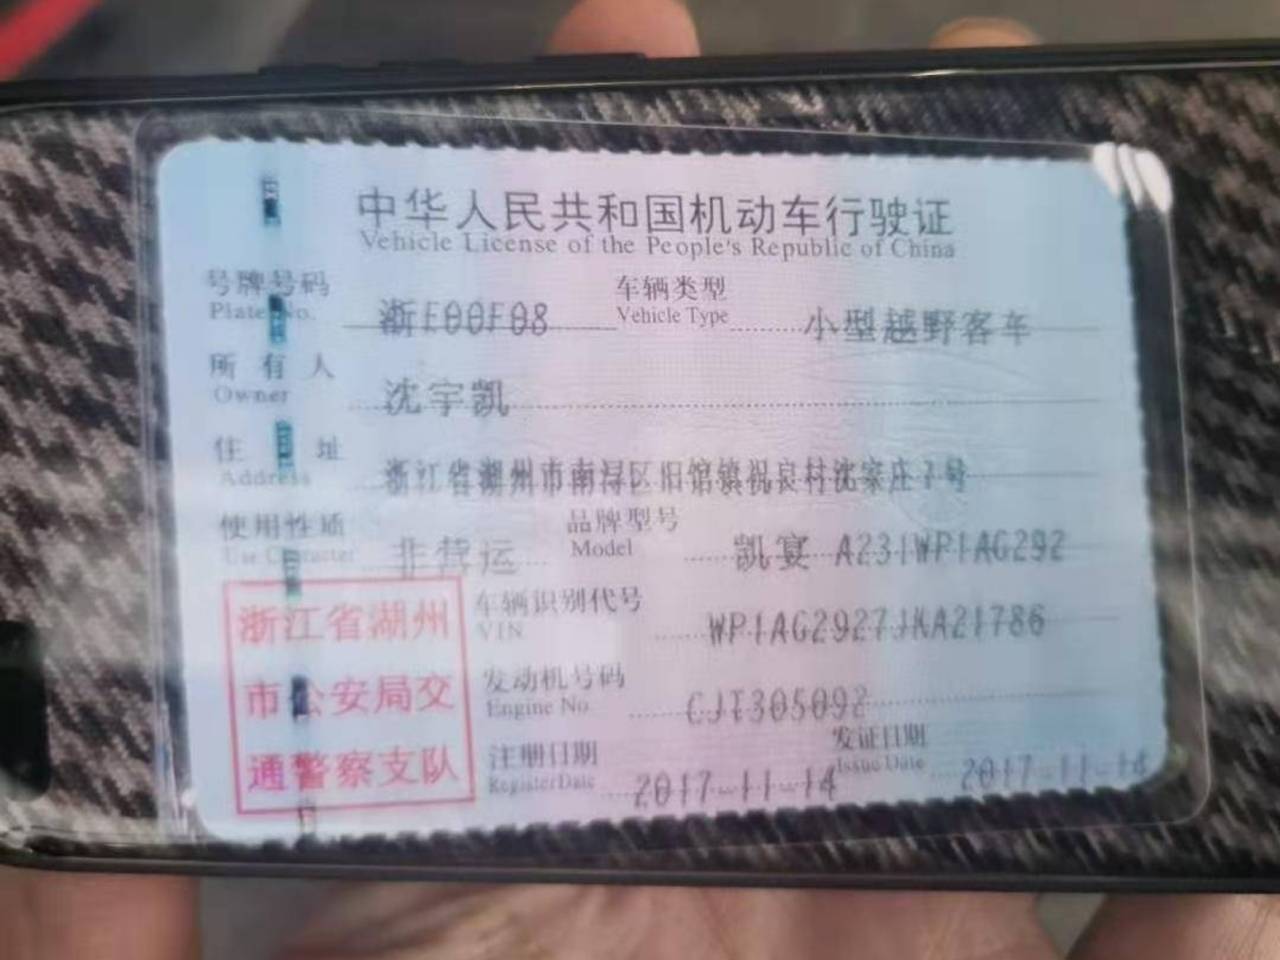 中华人民共和国机动车行驶证
Vehicle License of the People's Republic of China
号牌号码 浙E00F08 车辆类型 小型越野客车
Plate No. Vehicle Type
所有人 沈宇凯
Owner
住址 浙江省湖州市南浔区旧馆镇祝良村沈家庄7号
Address
使用性质 非营运 品牌型号 凯宴 A231WP1AG292
Use Character Model
车辆识别代号 WP1AG2927JKA21786
VIN
发动机号码 CJT305092
Engine No.
注册日期 2017-11-14 发证日期 2017-11-14
Register Date Issue Date
浙江省湖州
市公安局交
通警察支队